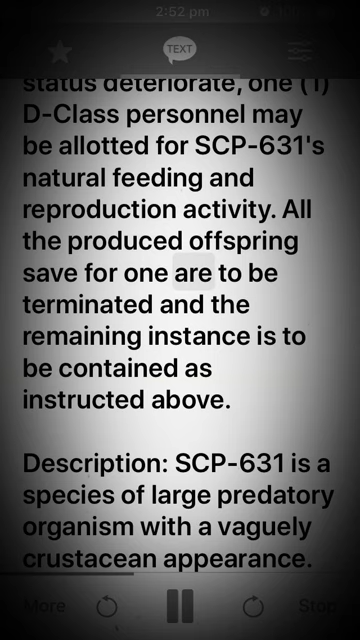 2:52 pm
TEXT
status deteriorate, one (1)
D-Class personnel may
be allotted for SCP-631's
natural feeding and
reproduction activity. All
the produced offspring
save for one are to be
terminated and the
remaining instance is to
be contained as
instructed above.
Description: SCP-631 is a
species of large predatory
organism with a vaguely
crustacean appearance.
More
Stop